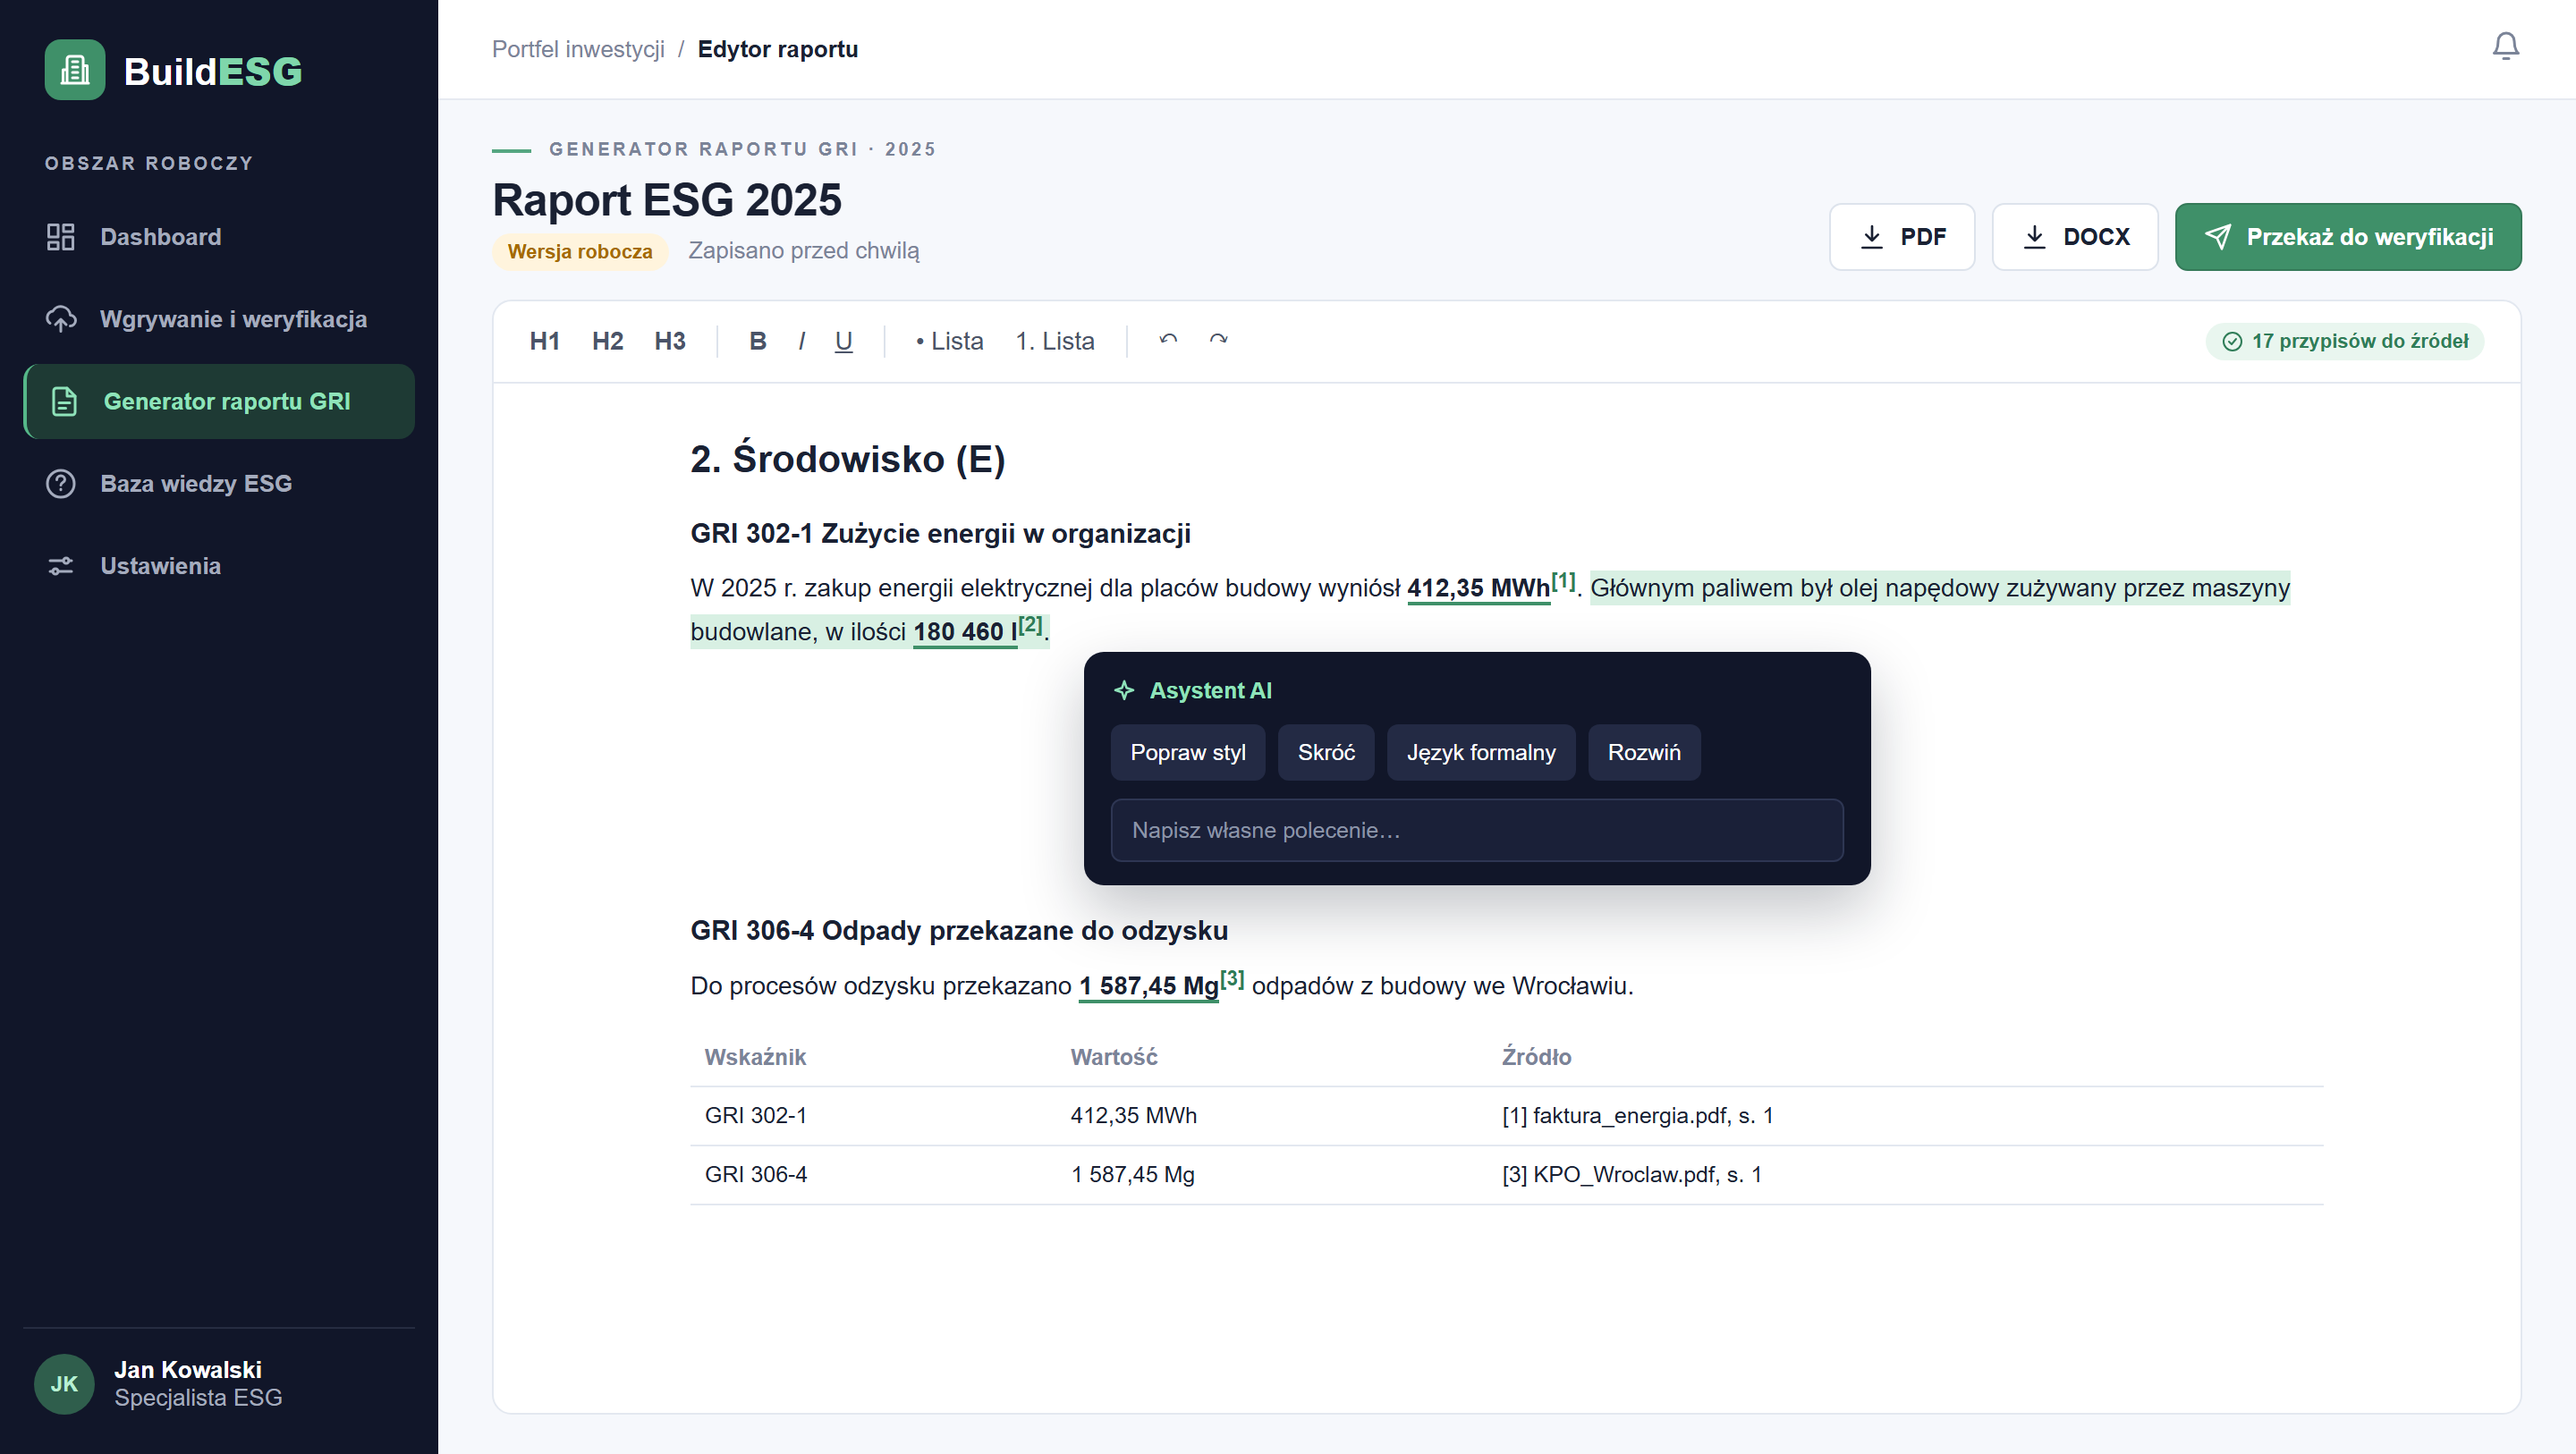 BuildESG
OBSZAR ROBOCZY
Dashboard
Wgrywanie i weryfikacja
Generator raportu GRI
Baza wiedzy ESG
Ustawienia
JK
Jan Kowalski
Specjalista ESG
Portfel inwestycji / Edytor raportu
GENERATOR RAPORTU GRI · 2025
Raport ESG 2025
Wersja robocza Zapisano przed chwilą
PDF DOCX Przekaż do weryfikacji
H1 H2 H3 B I U • Lista 1. Lista
17 przypisów do źródeł
2. Środowisko (E)
GRI 302-1 Zużycie energii w organizacji
W 2025 r. zakup energii elektrycznej dla placów budowy wyniósł 412,35 MWh[1]. Głównym paliwem był olej napędowy zużywany przez maszyny
budowlane, w ilości 180 460 l[2].
Asystent AI
Popraw styl Skróć Język formalny Rozwiń
Napisz własne polecenie…
GRI 306-4 Odpady przekazane do odzysku
Do procesów odzysku przekazano 1 587,45 Mg[3] odpadów z budowy we Wrocławiu.
Wskaźnik Wartość Źródło
GRI 302-1 412,35 MWh [1] faktura_energia.pdf, s. 1
GRI 306-4 1 587,45 Mg [3] KPO_Wroclaw.pdf, s. 1